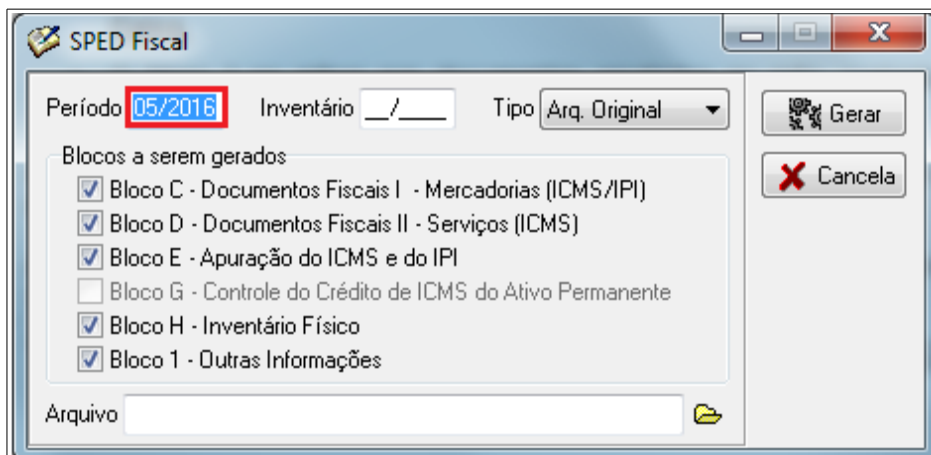 SPED Fiscal
Período 05/2016 Inventário __/____ Tipo Arq. Original Gerar
Blocos a serem gerados
Cancela
Bloco C - Documentos Fiscais I - Mercadorias (ICMS/IPI)
Bloco D - Documentos Fiscais II - Serviços (ICMS)
Bloco E - Apuração do ICMS e do IPI
Bloco G - Controle do Crédito de ICMS do Ativo Permanente
Bloco H - Inventário Físico
Bloco 1 - Outras Informações
Arquivo